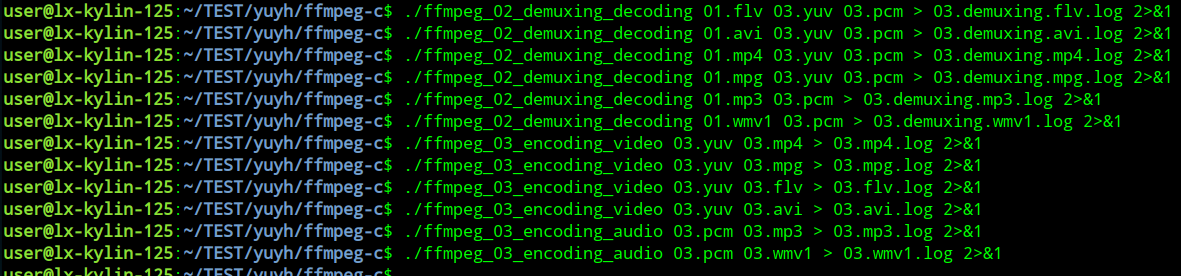 user@lx-kylin-125:~/TEST/yuyh/ffmpeg-c$ ./ffmpeg_02_demuxing_decoding 01.flv 03.yuv 03.pcm > 03.demuxing.flv.log 2>&1
user@lx-kylin-125:~/TEST/yuyh/ffmpeg-c$ ./ffmpeg_02_demuxing_decoding 01.avi 03.yuv 03.pcm > 03.demuxing.avi.log 2>&1
user@lx-kylin-125:~/TEST/yuyh/ffmpeg-c$ ./ffmpeg_02_demuxing_decoding 01.mp4 03.yuv 03.pcm > 03.demuxing.mp4.log 2>&1
user@lx-kylin-125:~/TEST/yuyh/ffmpeg-c$ ./ffmpeg_02_demuxing_decoding 01.mpg 03.yuv 03.pcm > 03.demuxing.mpg.log 2>&1
user@lx-kylin-125:~/TEST/yuyh/ffmpeg-c$ ./ffmpeg_02_demuxing_decoding 01.mp3 03.pcm > 03.demuxing.mp3.log 2>&1
user@lx-kylin-125:~/TEST/yuyh/ffmpeg-c$ ./ffmpeg_02_demuxing_decoding 01.wmv1 03.pcm > 03.demuxing.wmv1.log 2>&1
user@lx-kylin-125:~/TEST/yuyh/ffmpeg-c$ ./ffmpeg_03_encoding_video 03.yuv 03.mp4 > 03.mp4.log 2>&1
user@lx-kylin-125:~/TEST/yuyh/ffmpeg-c$ ./ffmpeg_03_encoding_video 03.yuv 03.mpg > 03.mpg.log 2>&1
user@lx-kylin-125:~/TEST/yuyh/ffmpeg-c$ ./ffmpeg_03_encoding_video 03.yuv 03.flv > 03.flv.log 2>&1
user@lx-kylin-125:~/TEST/yuyh/ffmpeg-c$ ./ffmpeg_03_encoding_video 03.yuv 03.avi > 03.avi.log 2>&1
user@lx-kylin-125:~/TEST/yuyh/ffmpeg-c$ ./ffmpeg_03_encoding_audio 03.pcm 03.mp3 > 03.mp3.log 2>&1
user@lx-kylin-125:~/TEST/yuyh/ffmpeg-c$ ./ffmpeg_03_encoding_audio 03.pcm 03.wmv1 > 03.wmv1.log 2>&1
user@lx-kylin-125:~/TEST/yuyh/ffmpeg-c$